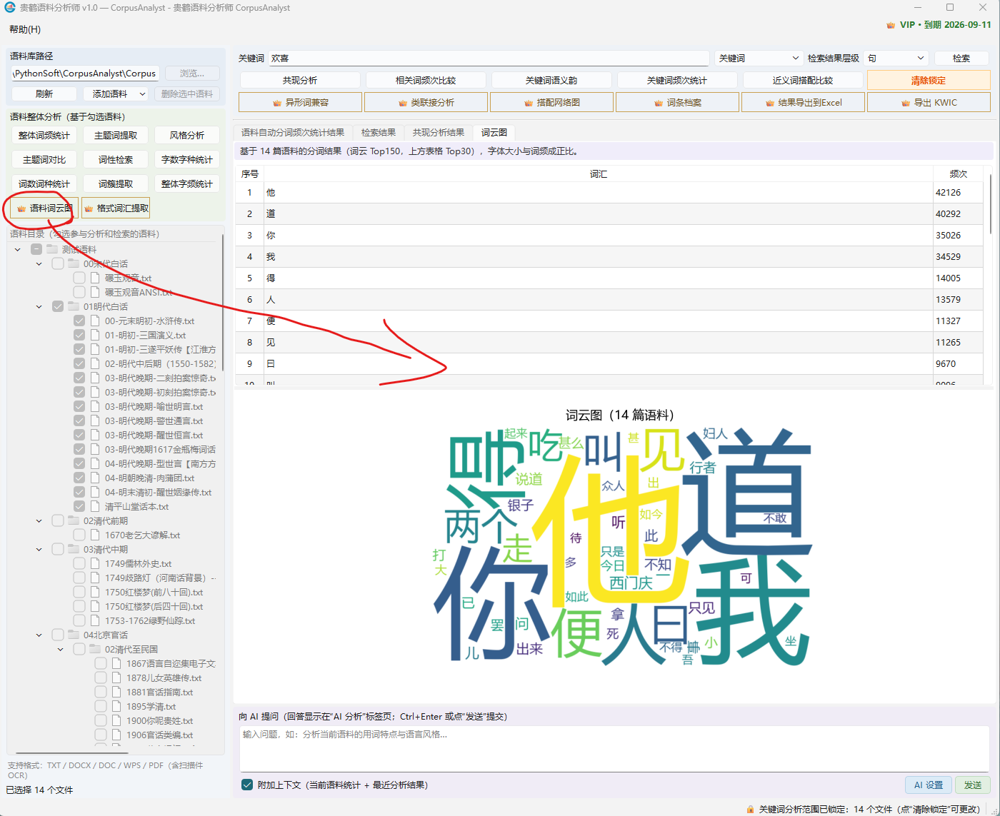 贵鹤语料分析师 v1.0 — CorpusAnalyst - 贵鹤语料分析师 CorpusAnalyst
帮助(H)
VIP • 到期 2026-09-11
语料库路径
\PythonSoft\CorpusAnalyst\Corpus
浏览...
刷新
添加语料
删除选中语料
语料整体分析（基于勾选语料）
整体词频统计
主题词提取
风格分析
主题词对比
词性检索
字数字种统计
词数词种统计
词簇提取
整体字频统计
语料词云图
格式词汇提取
语料目录（勾选参与分析和检索的语料）
测试语料
00宋代白话
碾玉观音.txt
碾玉观音ANSI.txt
01明代白话
00-元末明初-水浒传.txt
01-明初-三国演义.txt
01-明初-三遂平妖传【江淮方
02-明代中后期（1550-1582）
03-明代晚期-二刻拍案惊奇.tx
03-明代晚期-初刻拍案惊奇.tx
03-明代晚期-喻世明言.txt
03-明代晚期-警世通言.txt
03-明代晚期-醒世恒言.txt
03-明代晚期1617金瓶梅词话
04-明代晚期-型世言【南方方
04-明朝晚清-肉蒲团.txt
04-明末清初-醒世姻缘传.txt
清平山堂话本.txt
02清代前期
1670老乞大谚解.txt
03清代中期
1749儒林外史.txt
1749歧路灯（河南话背景）--
1750红楼梦(前八十回).txt
1750红楼梦(后四十回).txt
1753-1762绿野仙踪.txt
04北京官话
02清代至民国
1867语言自迩集电子文
1878儿女英雄传.txt
1881官话指南.txt
1895学清.txt
1900你呢贵姓.txt
1906官话类编.txt
支持格式：TXT / DOCX / DOC / WPS / PDF（含扫描件
OCR）
已选择 14 个文件
关键词
欢喜
关键词
检索结果层级
句
检索
共现分析
相关词频次比较
关键词语义韵
关键词频次统计
近义词搭配比较
清除锁定
异形词兼容
类联接分析
搭配网络图
词条档案
结果导出到Excel
导出 KWIC
语料自动分词频次统计结果
检索结果
共现分析结果
词云图
基于 14 篇语料的分词结果（词云 Top150，上方表格 Top30），字体大小与词频成正比。
序号 词汇 频次
1 他 42126
2 道 40292
3 你 35026
4 我 34529
5 得 14005
6 人 13579
7 便 11327
8 见 11265
9 曰 9670
10 叫 9006
词云图（14 篇语料）
起来
吃
甚么
叫
甚
见
妇人
道
说道
众人
出
行者
你
银子
他
两个
听
如今
不敢
走
待
此
打
大
多
只是
今日
不知
一
我
可
西门庆
已
如此
便
罢
问
拿
死
人
曰
只见
儿
出来
不得
小
吾
坐
向 AI 提问（回答显示在“AI 分析”标签页；Ctrl+Enter 或点“发送”提交）
输入问题，如：分析当前语料的用词特点与语言风格...
附加上下文（当前语料统计 + 最近分析结果）
AI 设置
发送
关键词分析范围已锁定：14 个文件（点“清除锁定”可更改）